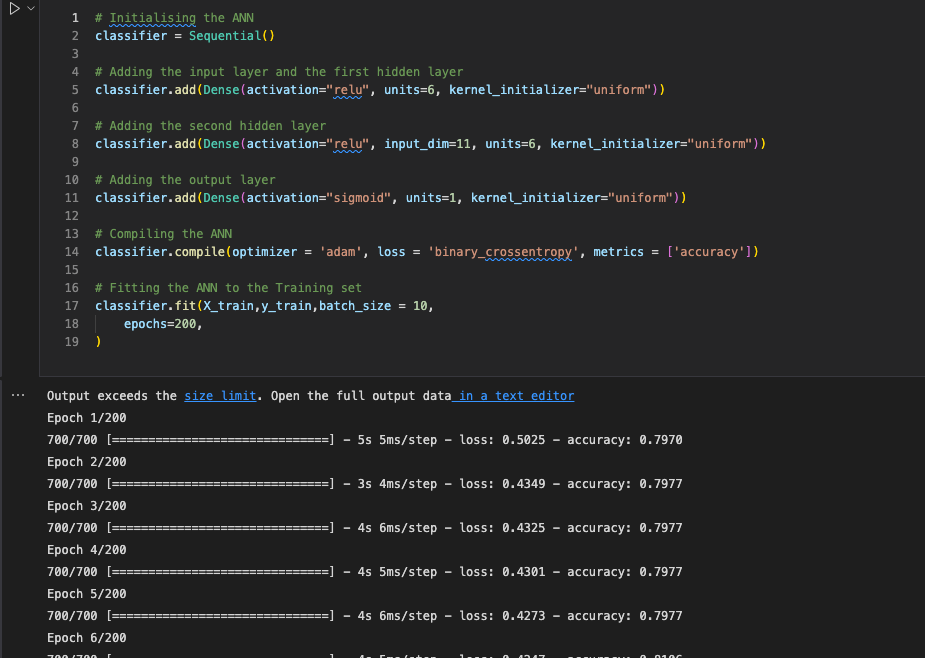 1 # Initialising the ANN
2 classifier = Sequential()
3
4 # Adding the input layer and the first hidden layer
5 classifier.add(Dense(activation="relu", units=6, kernel_initializer="uniform"))
6
7 # Adding the second hidden layer
8 classifier.add(Dense(activation="relu", input_dim=11, units=6, kernel_initializer="uniform"))
9
10 # Adding the output layer
11 classifier.add(Dense(activation="sigmoid", units=1, kernel_initializer="uniform"))
12
13 # Compiling the ANN
14 classifier.compile(optimizer = 'adam', loss = 'binary_crossentropy', metrics = ['accuracy'])
15
16 # Fitting the ANN to the Training set
17 classifier.fit(X_train,y_train,batch_size = 10,
18     epochs=200,
19 )
... Output exceeds the size limit. Open the full output data in a text editor
Epoch 1/200
700/700 [==============================] - 5s 5ms/step - loss: 0.5025 - accuracy: 0.7970
Epoch 2/200
700/700 [==============================] - 3s 4ms/step - loss: 0.4349 - accuracy: 0.7977
Epoch 3/200
700/700 [==============================] - 4s 6ms/step - loss: 0.4325 - accuracy: 0.7977
Epoch 4/200
700/700 [==============================] - 4s 5ms/step - loss: 0.4301 - accuracy: 0.7977
Epoch 5/200
700/700 [==============================] - 4s 6ms/step - loss: 0.4273 - accuracy: 0.7977
Epoch 6/200